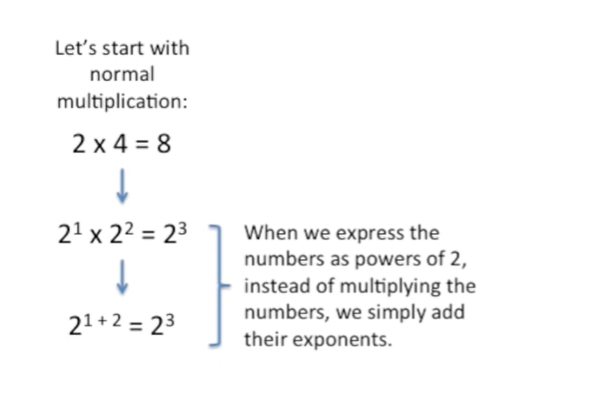 Let's start with
normal
multiplication:
2 x 4 = 8
2¹ x 2² = 2³
2¹ ⁺ ² = 2³
When we express the
numbers as powers of 2,
instead of multiplying the
numbers, we simply add
their exponents.